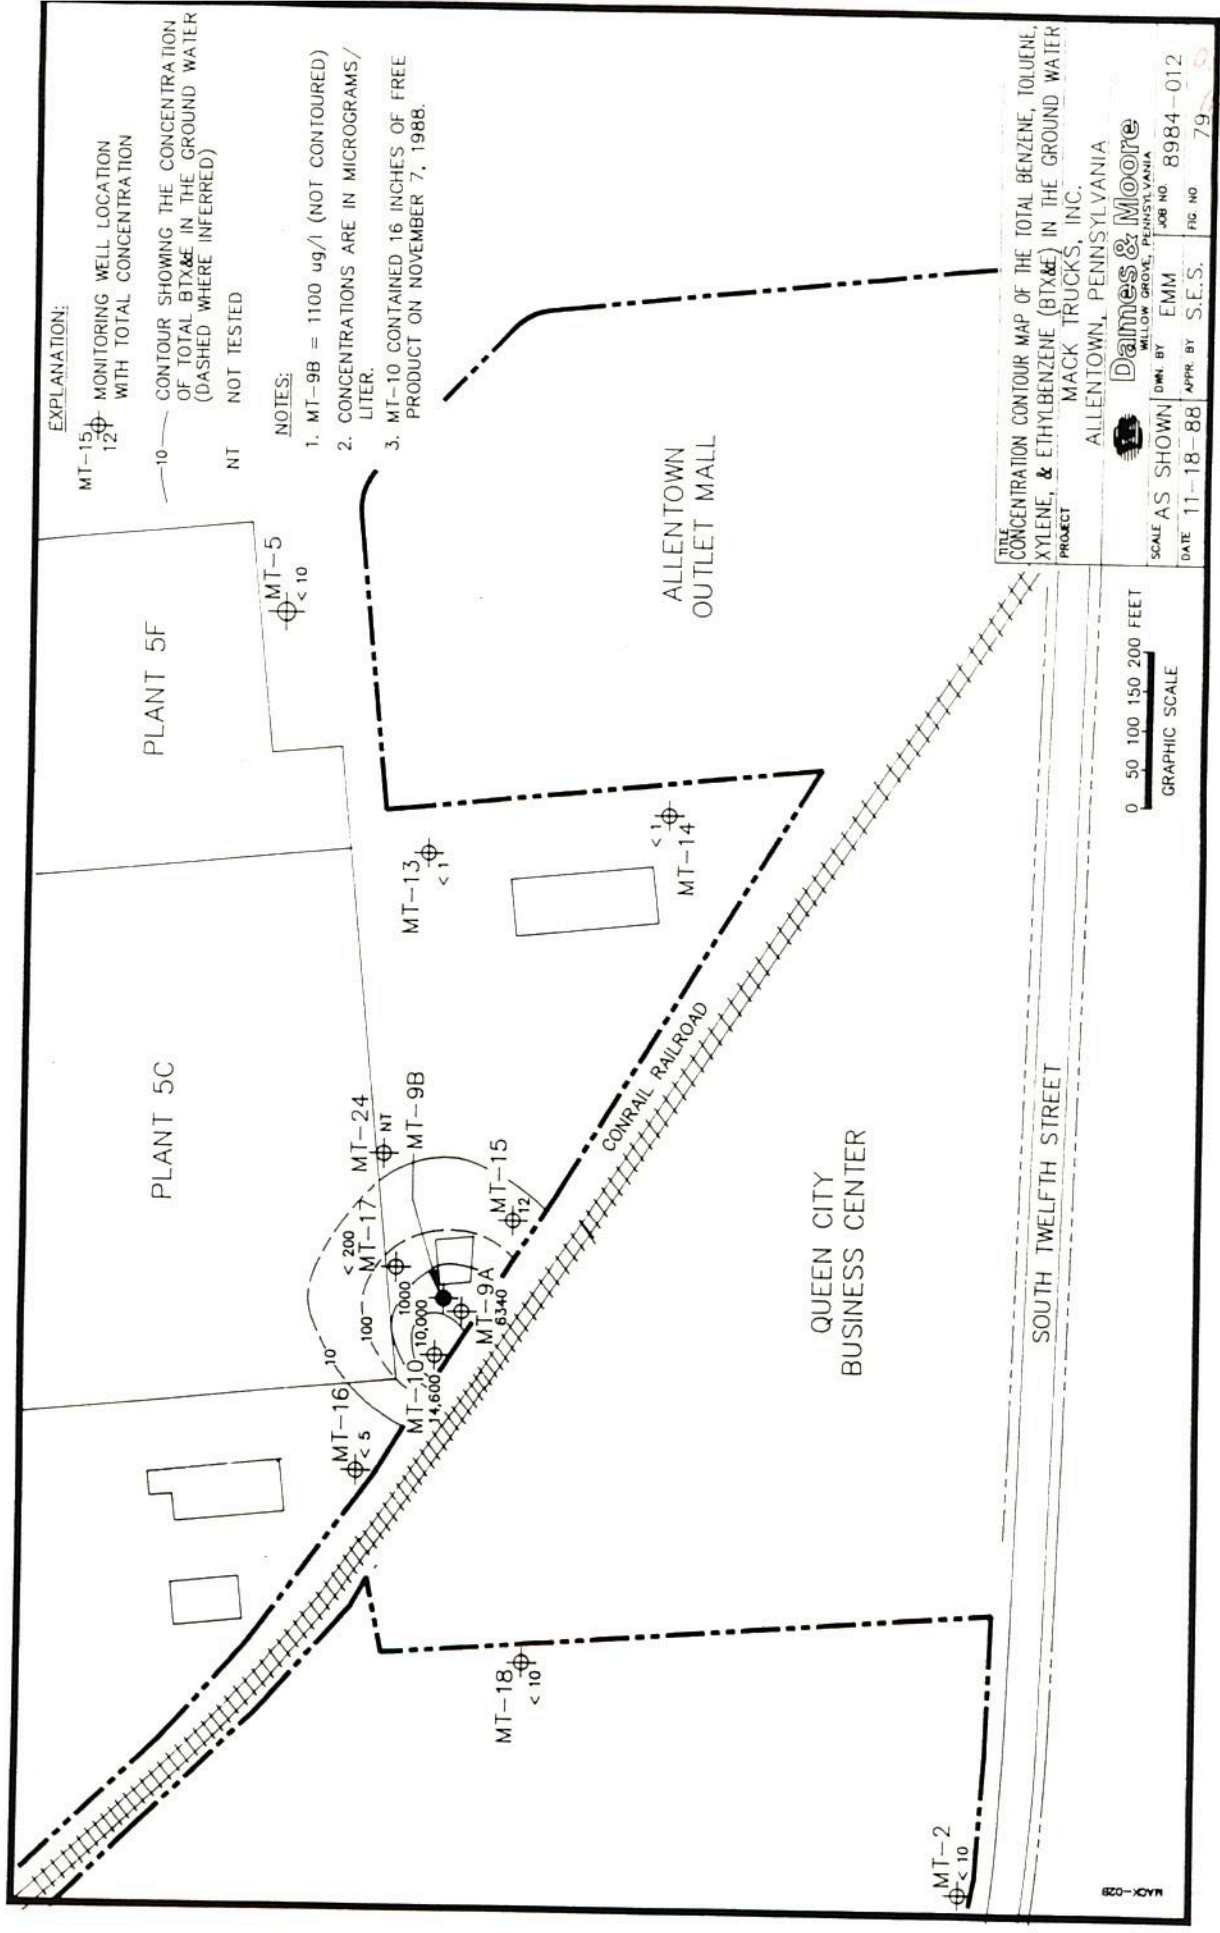 EXPLANATION:
MT-15
12
MONITORING WELL LOCATION
WITH TOTAL CONCENTRATION
10
CONTOUR SHOWING THE CONCENTRATION
OF TOTAL BTX&E IN THE GROUND WATER
(DASHED WHERE INFERRED)
NT NOT TESTED
NOTES:
1. MT-9B = 1100 ug/l (NOT CONTOURED)
2. CONCENTRATIONS ARE IN MICROGRAMS/
LITER.
3. MT-10 CONTAINED 16 INCHES OF FREE
PRODUCT ON NOVEMBER 7, 1988.
PLANT 5F
MT-5
< 10
PLANT 5C
MT-24
NT
MT-9B
MT-17
< 200
MT-16
< 5
10
100
1000
10,000
MT-10
14,600
MT-9A
6340
MT-15
12
MT-13
< 1
< 1
MT-14
ALLENTOWN
OUTLET MALL
CONRAIL RAILROAD
MT-18
< 10
QUEEN CITY
BUSINESS CENTER
MT-2
< 10
SOUTH TWELFTH STREET
0 50 100 150 200 FEET
GRAPHIC SCALE
MACK-02B
TITLE
CONCENTRATION CONTOUR MAP OF THE TOTAL BENZENE, TOLUENE,
XYLENE, & ETHYLBENZENE (BTX&E) IN THE GROUND WATER
PROJECT
MACK TRUCKS, INC.
ALLENTOWN, PENNSYLVANIA
Dames & Moore
WILLOW GROVE, PENNSYLVANIA
SCALE AS SHOWN
DWN. BY EMM
JOB NO. 8984-012
DATE 11-18-88
APPR. BY S.E.S.
FIG. NO. 79